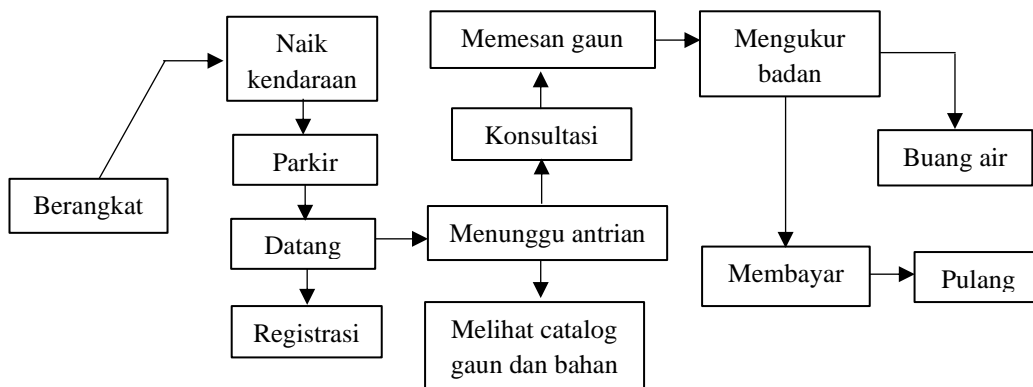 Naik
kendaraan
Memesan gaun
Mengukur
badan
Konsultasi
Parkir
Buang air
Berangkat
Datang
Menunggu antrian
Membayar
Pulang
Registrasi
Melihat catalog
gaun dan bahan